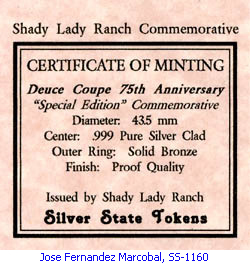 Shady Lady Ranch Commemorative
CERTIFICATE OF MINTING
Deuce Coupe 75th Anniversary
"Special Edition" Commemorative
Diameter: 43.5 mm
Center: .999 Pure Silver Clad
Outer Ring: Solid Bronze
Finish: Proof Quality
Issued by Shady Lady Ranch
Silver State Tokens
Jose Fernandez Marcobal, SS-1160